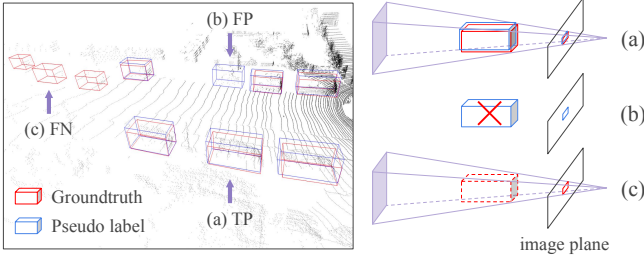 (b) FP
(c) FN
(a) TP
Groundtruth
Pseudo label
(a)
(b)
(c)
image plane